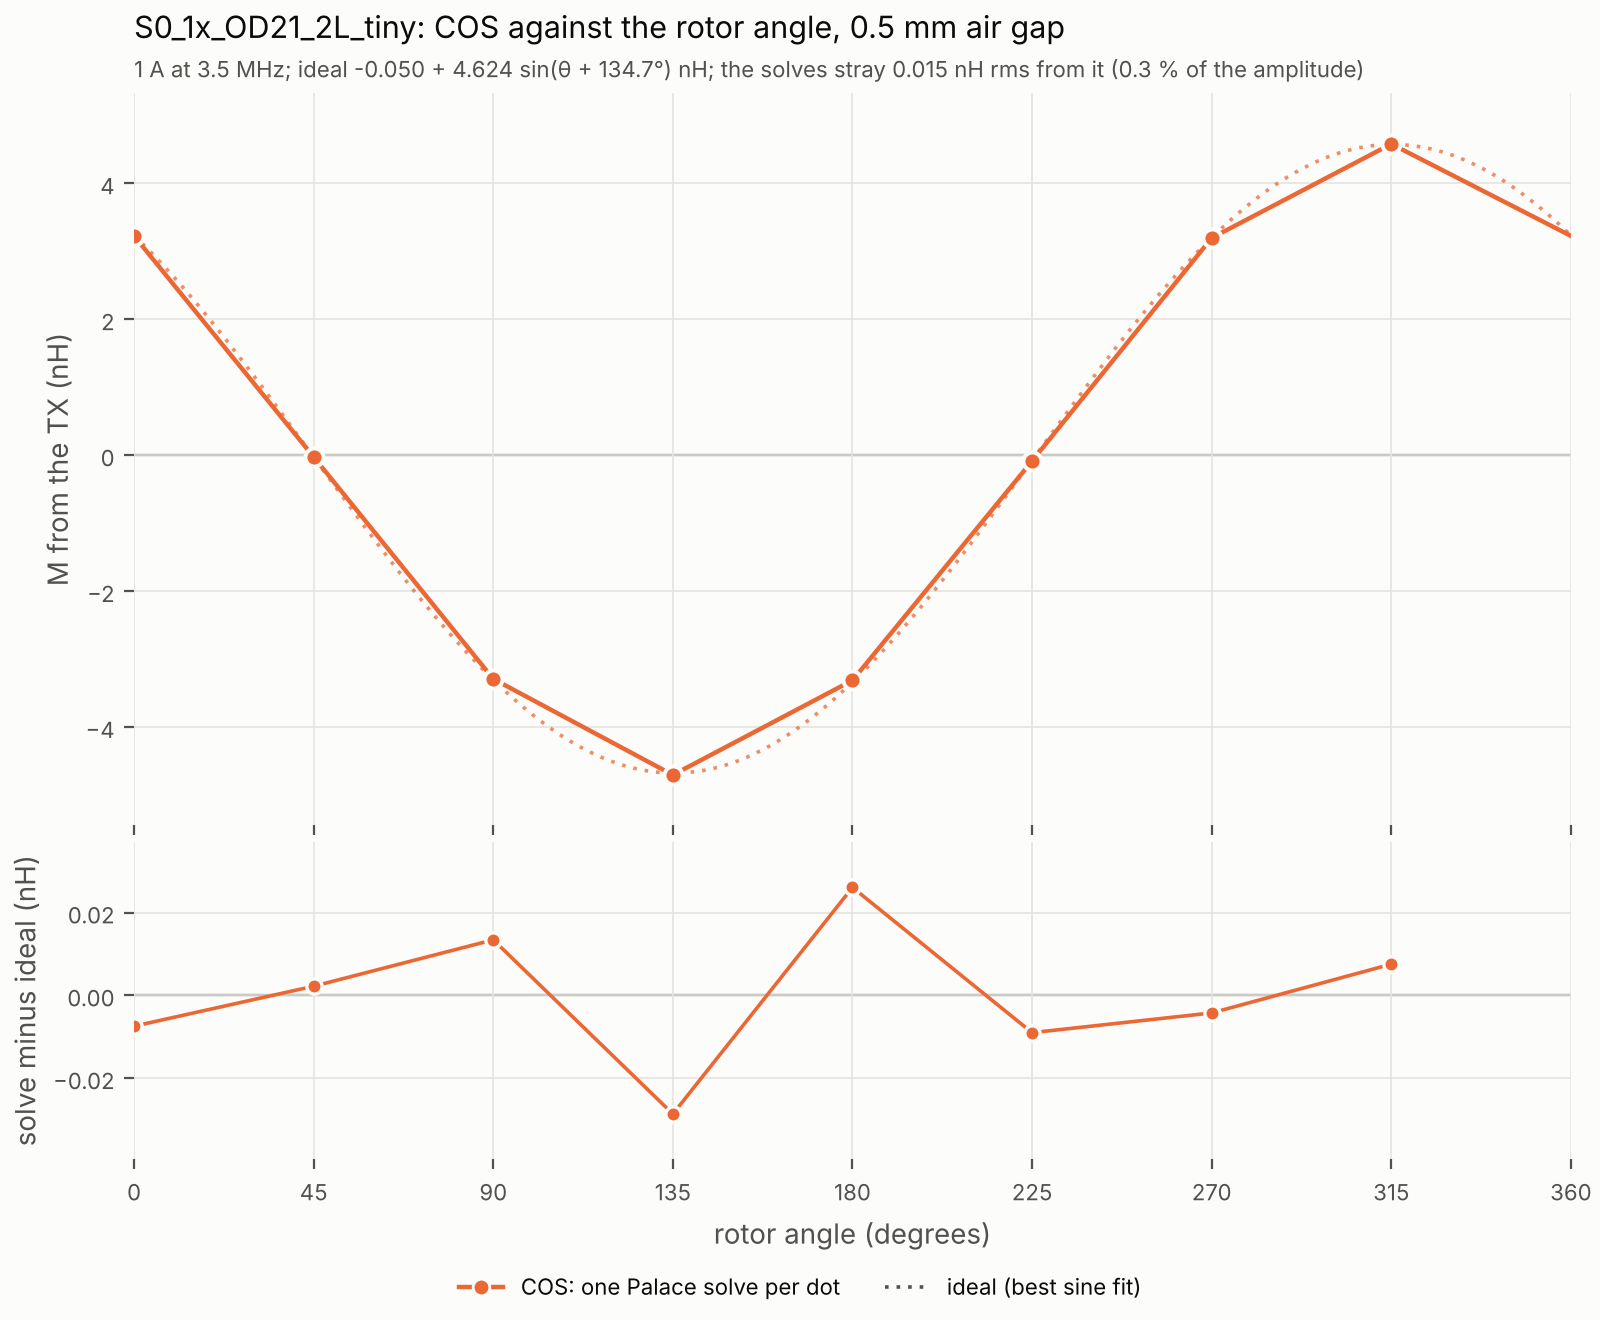 S0_1x_OD21_2L_tiny: COS against the rotor angle, 0.5 mm air gap
1 A at 3.5 MHz; ideal -0.050 + 4.624 sin(θ + 134.7°) nH; the solves stray 0.015 nH rms from it (0.3 % of the amplitude)
M from the TX (nH)
4
2
0
−2
−4
solve minus ideal (nH)
0.02
0.00
−0.02
0 45 90 135 180 225 270 315 360
rotor angle (degrees)
COS: one Palace solve per dot
ideal (best sine fit)